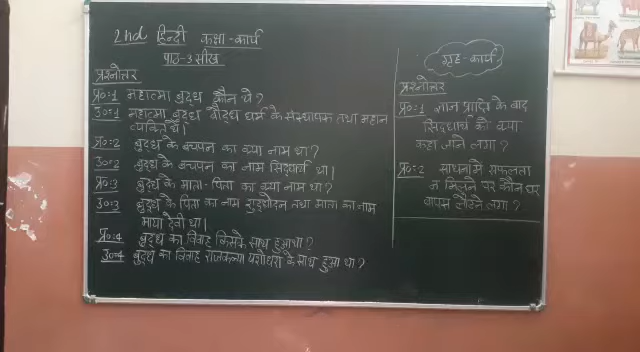 2nd हिन्दी कक्षा-कार्य
पाठ-3 सीख
प्रश्नोत्तर
प्र०:1 महात्मा बुद्ध कौन थे?
उ०:1 महात्मा बुद्ध बौद्ध धर्म के संस्थापक तथा महान
व्यक्ति थे।
प्र०:2 बुद्ध के बचपन का क्या नाम था?
उ०:2 बुद्ध के बचपन का नाम सिद्धार्थ था।
प्र०:3 बुद्ध के माता-पिता का क्या नाम था?
उ०:3 बुद्ध के पिता का नाम शुद्धोदन तथा माता का नाम
माया देवी था।
प्र०:4 बुद्ध का विवाह किसके साथ हुआ था?
उ०:4 बुद्ध का विवाह राजकन्या यशोधरा के साथ हुआ था?
गृह-कार्य
प्रश्नोत्तर
प्र०:1 ज्ञान प्राप्ति के बाद
सिद्धार्थ को क्या
कहा जाने लगा?
प्र०:2 साधना में सफलता
न मिलने पर कौन घर
वापस लौटने लगा?